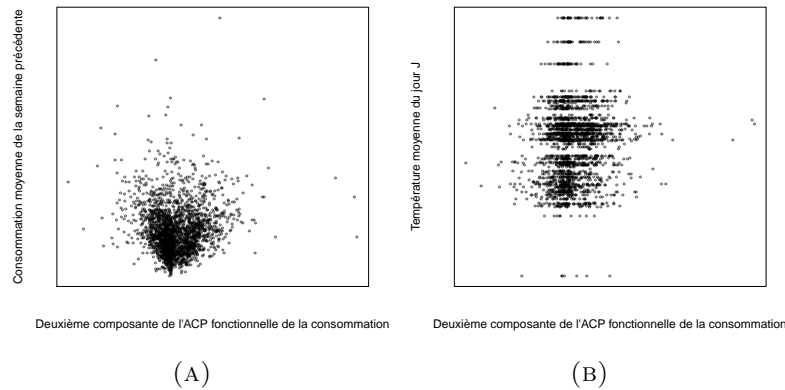 Consommation moyenne de la semaine précédente
Deuxième composante de l'ACP fonctionnelle de la consommation
(A)
Température moyenne du jour J
Deuxième composante de l'ACP fonctionnelle de la consommation
(B)